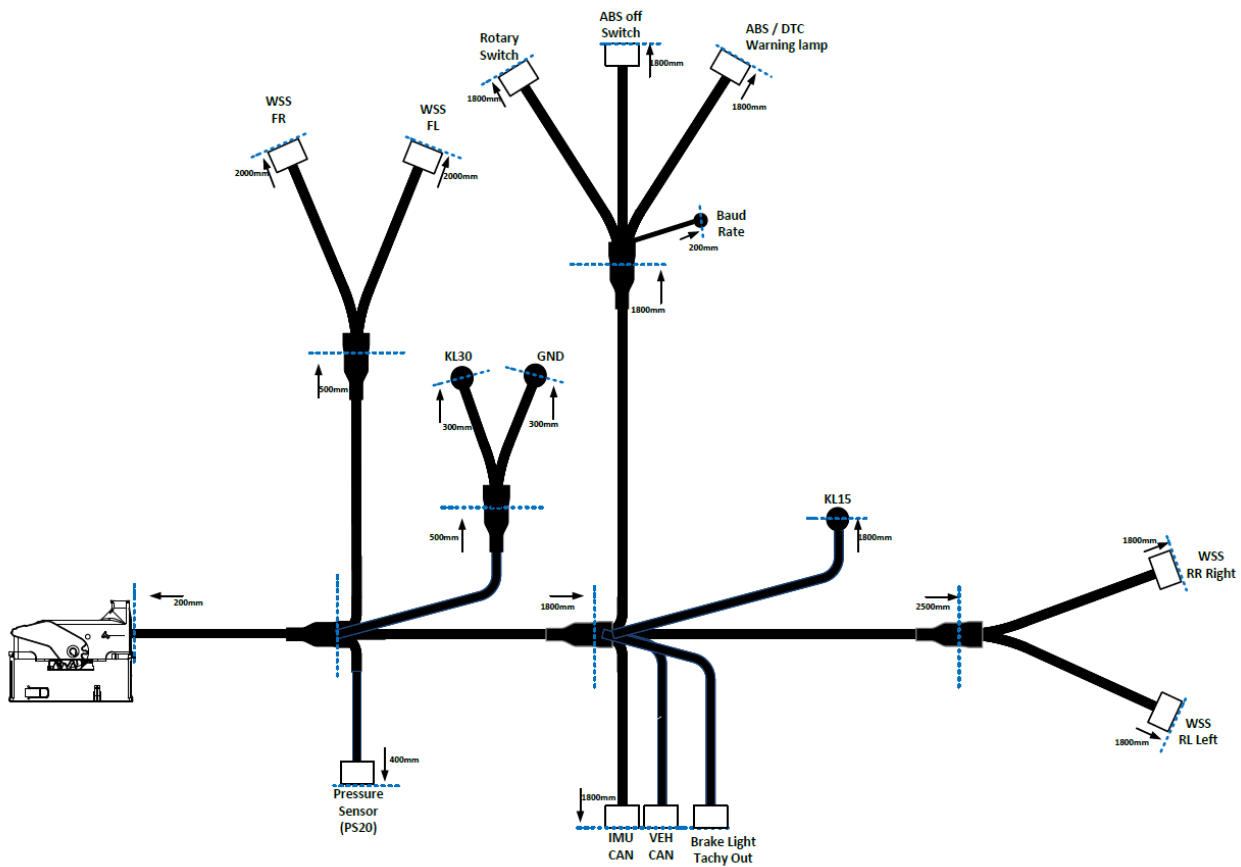 ABS off
Switch
1800mm
Rotary
Switch
1800mm
ABS / DTC
Warning lamp
1800mm
WSS
FR
2000mm
WSS
FL
2000mm
Baud
Rate
200mm
1800mm
500mm
KL30
300mm
GND
300mm
500mm
KL15
1800mm
200mm
1800mm
2500mm
1800mm
WSS
RR Right
1800mm
WSS
RL Left
400mm
Pressure
Sensor
(PS20)
1800mm
IMU
CAN
VEH
CAN
Brake Light
Tachy Out